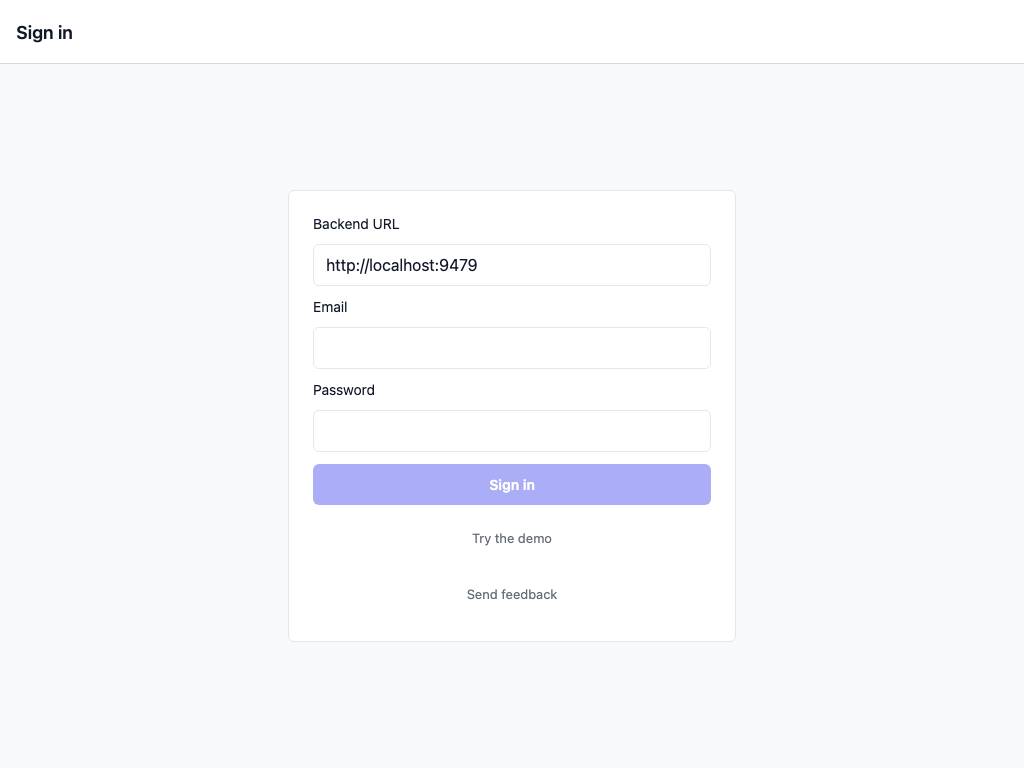 Sign in
Backend URL
http://localhost:9479
Email
Password
Sign in
Try the demo
Send feedback